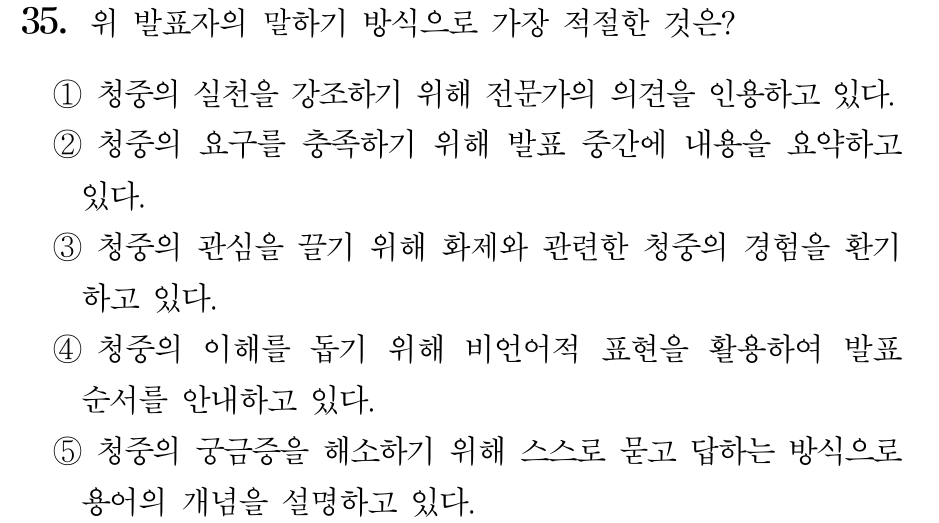 35. 위 발표자의 말하기 방식으로 가장 적절한 것은?
① 청중의 실천을 강조하기 위해 전문가의 의견을 인용하고 있다.
② 청중의 요구를 충족하기 위해 발표 중간에 내용을 요약하고
있다.
③ 청중의 관심을 끌기 위해 화제와 관련한 청중의 경험을 환기
하고 있다.
④ 청중의 이해를 돕기 위해 비언어적 표현을 활용하여 발표
순서를 안내하고 있다.
⑤ 청중의 궁금증을 해소하기 위해 스스로 묻고 답하는 방식으로
용어의 개념을 설명하고 있다.